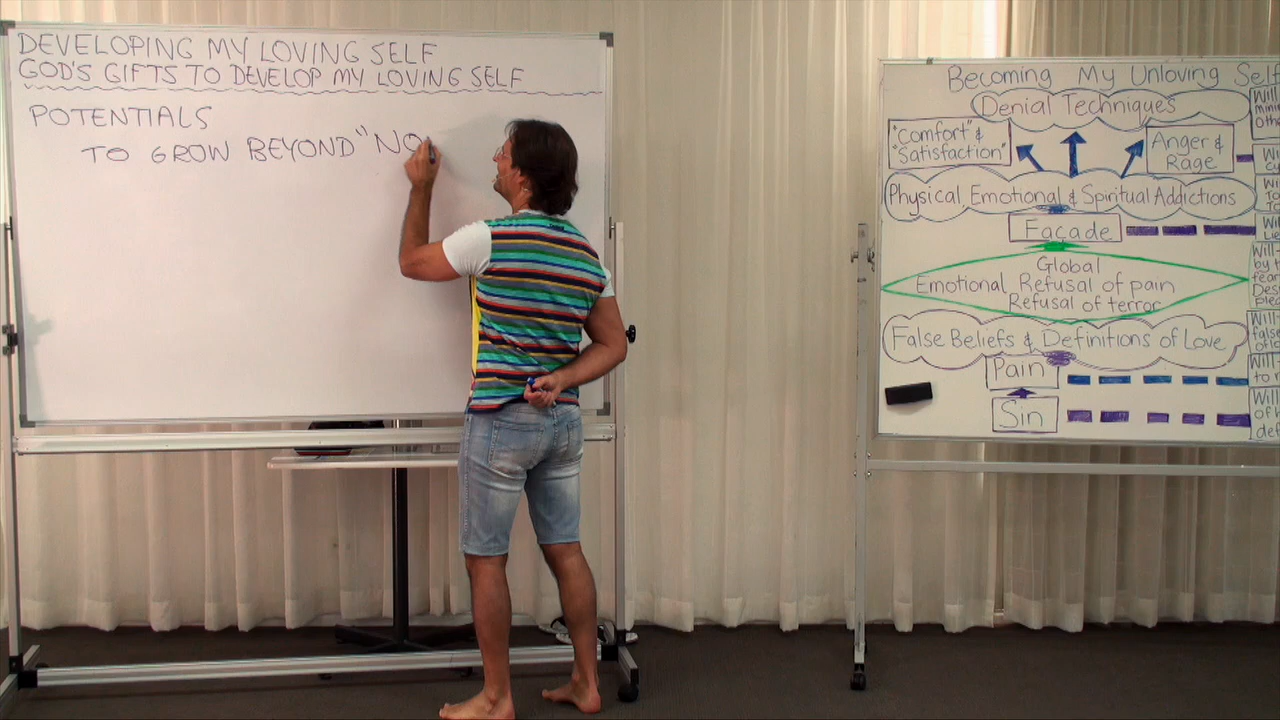 DEVELOPING MY LOVING SELF
GOD'S GIFTS TO DEVELOP MY LOVING SELF
POTENTIALS
TO GROW BEYOND "NO
Becoming My Unloving Self
Denial Techniques
"Comfort" &
"Satisfaction"
Anger &
Rage
Physical, Emotional & Spiritual Addictions
Façade
Global
Emotional Refusal of pain
Refusal of terror
False Beliefs & Definitions of Love
Pain
Sin
Will